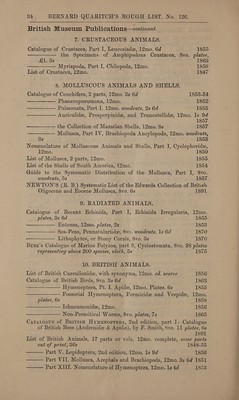 34 BERNARD QUARITCH'S ROUGH LIST, No. 126.
British Museum Publications—continued
7. CRUSTACEOUS ANIMALS.
Catalogue of Crustacea, Part I, Leucosiadæ, 12mo. 6d 1855
——— the Specimens of Amphipodous Crustacea, 8vo. plates,
£1. 5s 1862
——— Myriapoda, Part I, Chilopoda, 12mo. 1856
List of Crustacea, 12mo. 1847
8. MOLLUSCOUS ANIMALS AND SHELLS.
Catalogue of Conchifera, 2 parts, 12mo. 2s 6d 1853-54
——— Phaneropneumona, 12mo. 1852
——— Pulmonata, Part I, 12mo. woodcuts, 2s 6d 1855
——— Auriculidæ, Proserpinidæ, and Truncatellidæ, 12mo. 1s 9d
1857
——— the Collection of Mazatlan Shells, 12mo. 8s 1857
——— Mollusca, Part IV, Brachiopoda Ancylopoda, 12mo. woodcuts,
3s 1853
Nomenclature of Molluscous Animals and Shells, Part I, Cyclophoridæ,
12mo. 1850
List of Mollusca, 2 parts, 12mo. 1855
List of the Shells of South America, 12mo. 1854
Guide to the Systematic Distribution of the Mollusca, Part I, 8vo.
woodcuts, 5s 1857
NEWTON'S (R. B.) Systematic List of the Edwards Collection of British
Oligocene and Eocene Mollusca, 8vo. 6s 1891
9. RADIATED ANIMALS.
Catalogue of Recent Echinida, Part I, Echinida Irregularia, 12mo.
plates, 3s 6d 1855
——— Entozoa, 12mo. plates, 2s 1853
——— Sea-Pens, Pennatulariidæ, 8vo. woodcuts, 1s 6d 1870
——— Lithophytes, or Stony Corals, 8vo. 3s 1870
Busk's Catalogue of Marine Polyzoa, part 3, Cyclostomata, 8vo. 38 plates
representing above 200 species, cloth, 5s 1875
10. BRITISH ANIMALS.
List of British Curculionidæ, with synonyma, 12mo. cd. scarce 1856
Catalogue of British Birds, 8vo. 3s 6d 1863
——— Hymenoptera, Pt. I. Apidæ, 12mo. Plates. 6s 1855
——— Fossorial Hymenoptera, Formicidæ and Vespidæ, 12mo.
plates, 6s 1858
——— Ichneumonidæ, 12mo. 1856
——— Non-Parasitical Worms, 8vo. plates, 7s 1865
Catalogue of British Hymenoptera, 2nd edition, part I: Catalogue
of British Bees (Andrenidæ & Apidæ), by F. Smith, 8vo. 11 plates, 6s
1891
List of British Animals, 17 parts or vols. 12mo. complete, some parts
out of print, 36s 1848-55
——— Part V. Lepidoptera, 2nd edition, 12mo. 1s 9d 1856
——— Part VII. Mollusca, Acephala and Brachiopoda, 12mo. 3s 6d 1851
——— Part XIII. Nomenclature of Hymenoptera, 12mo. 1s 4d 1853